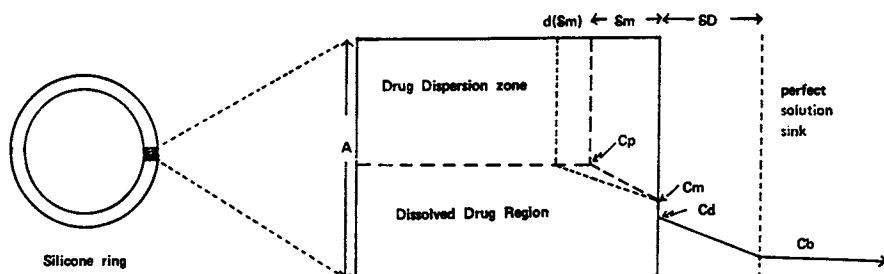 d(δm) δm δD
Drug Dispersion zone
perfect
solution
sink
A
Cp
Cm
Cd
Dissolved Drug Region
Cb
Silicone ring